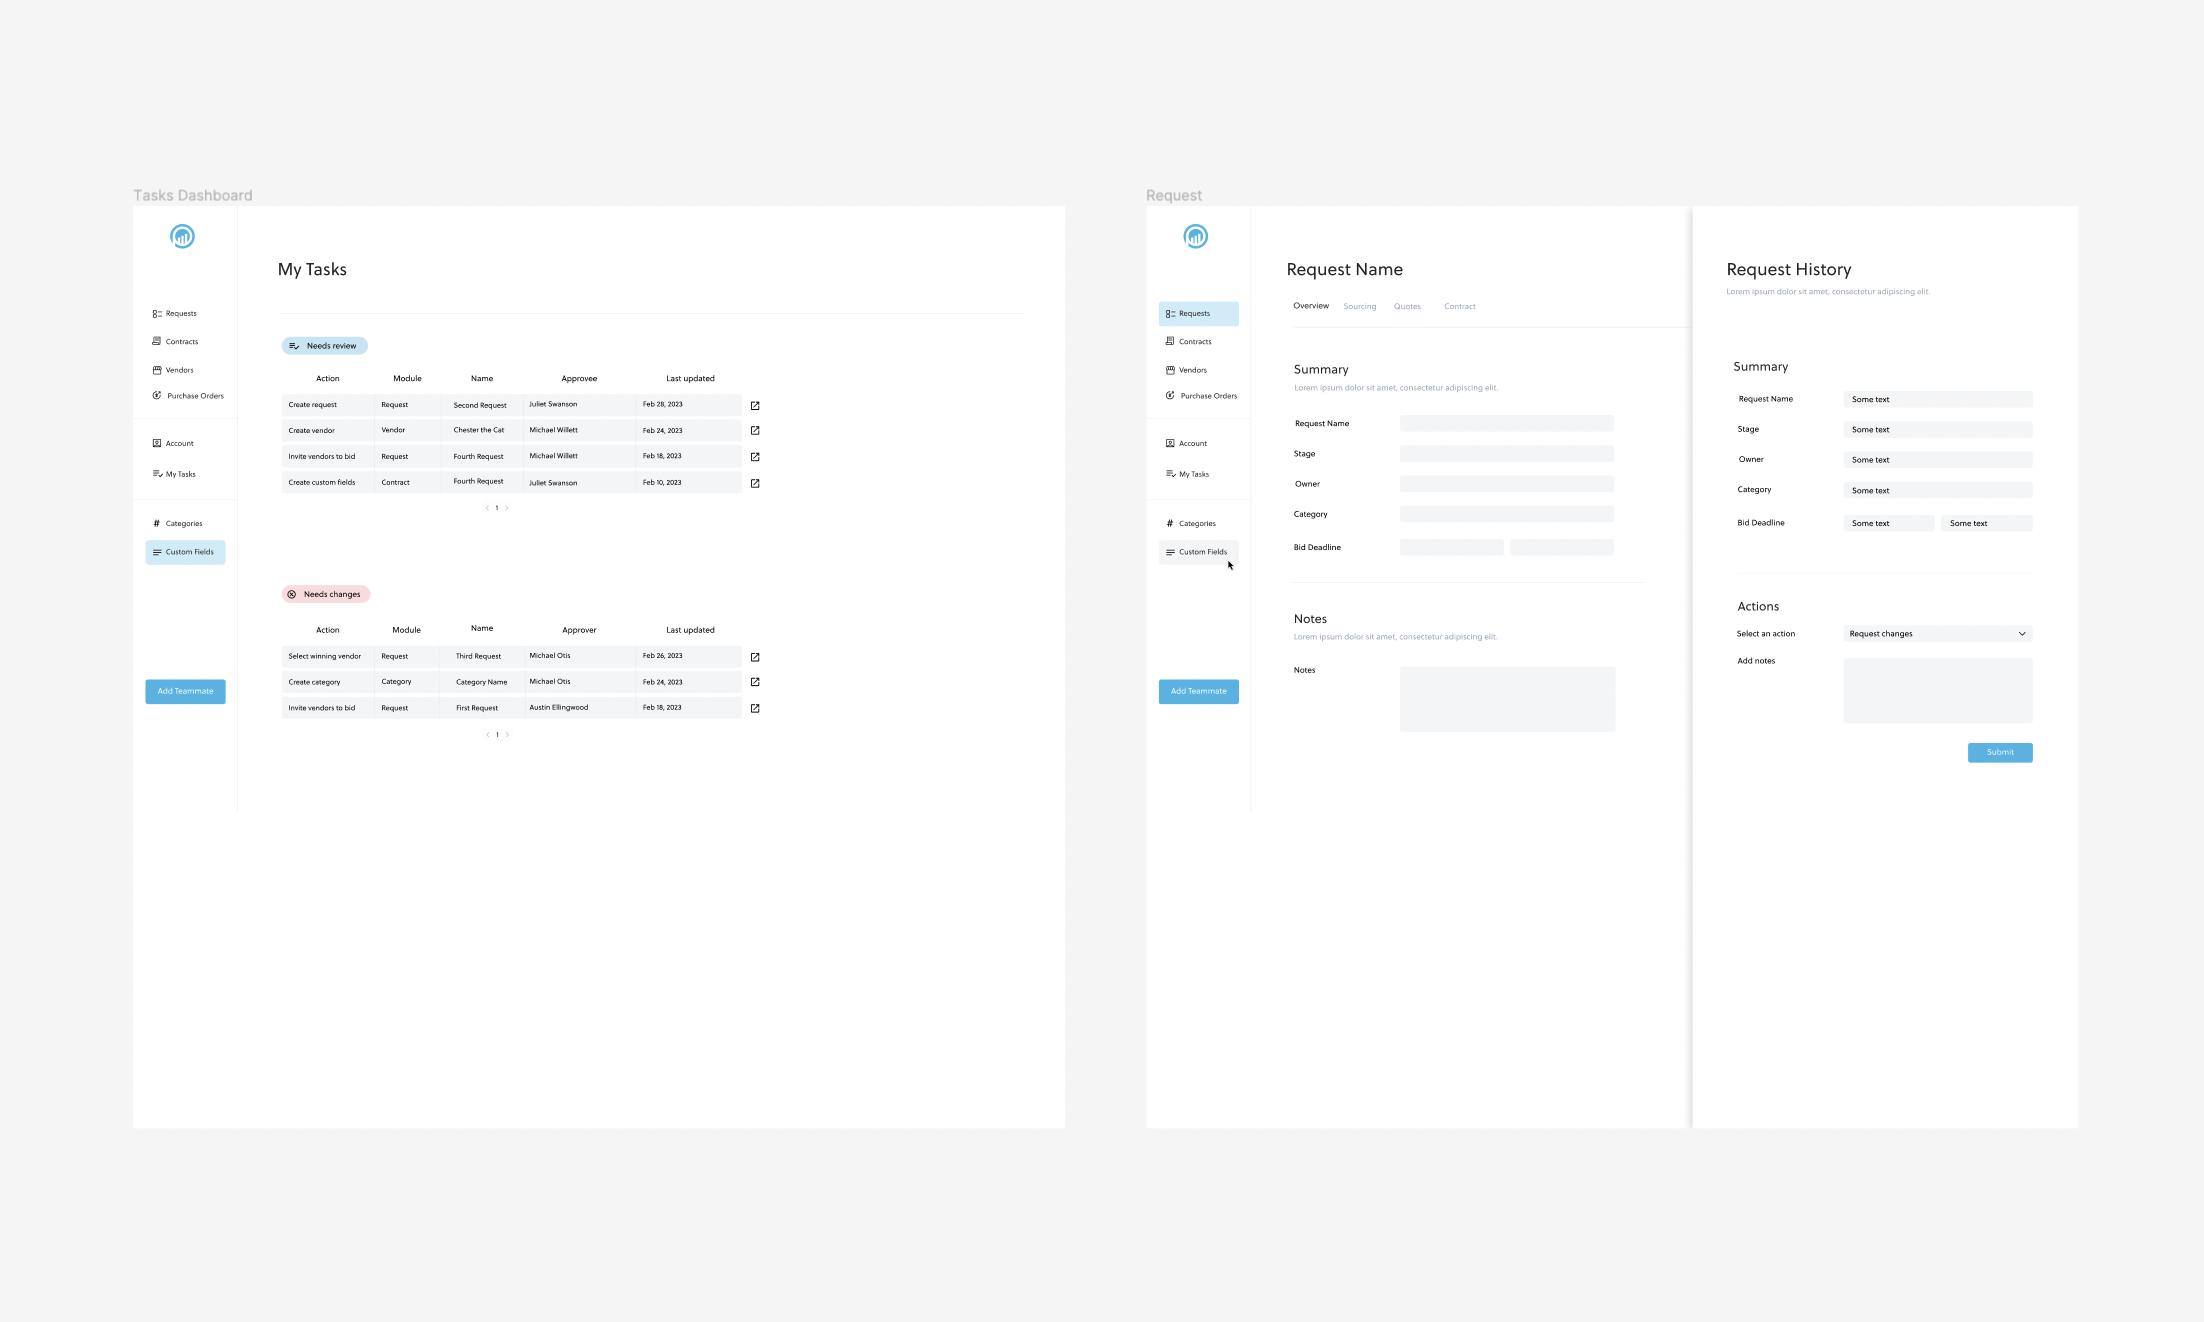 Tasks Dashboard
Requests
Contracts
Vendors
Purchase Orders
Account
My Tasks
# Categories
Custom Fields
Add Teammate
My Tasks
Needs review
Action Module Name Approvee Last updated
Create request Request Second Request Juliet Swanson Feb 28, 2023
Create vendor Vendor Chester the Cat Michael Willett Feb 24, 2023
Invite vendors to bid Request Fourth Request Michael Willett Feb 18, 2023
Create custom fields Contract Fourth Request Juliet Swanson Feb 10, 2023
< 1 >
Needs changes
Action Module Name Approver Last updated
Select winning vendor Request Third Request Michael Otis Feb 26, 2023
Create category Category Category Name Michael Otis Feb 24, 2023
Invite vendors to bid Request First Request Austin Ellingwood Feb 18, 2023
< 1 >
Request
Requests
Contracts
Vendors
Purchase Orders
Account
My Tasks
# Categories
Custom Fields
Add Teammate
Request Name
Overview Sourcing Quotes Contract
Summary
Lorem ipsum dolor sit amet, consectetur adipiscing elit.
Request Name
Stage
Owner
Category
Bid Deadline
Notes
Lorem ipsum dolor sit amet, consectetur adipiscing elit.
Notes
Request History
Lorem ipsum dolor sit amet, consectetur adipiscing elit.
Summary
Request Name Some text
Stage Some text
Owner Some text
Category Some text
Bid Deadline Some text Some text
Actions
Select an action Request changes
Add notes
Submit